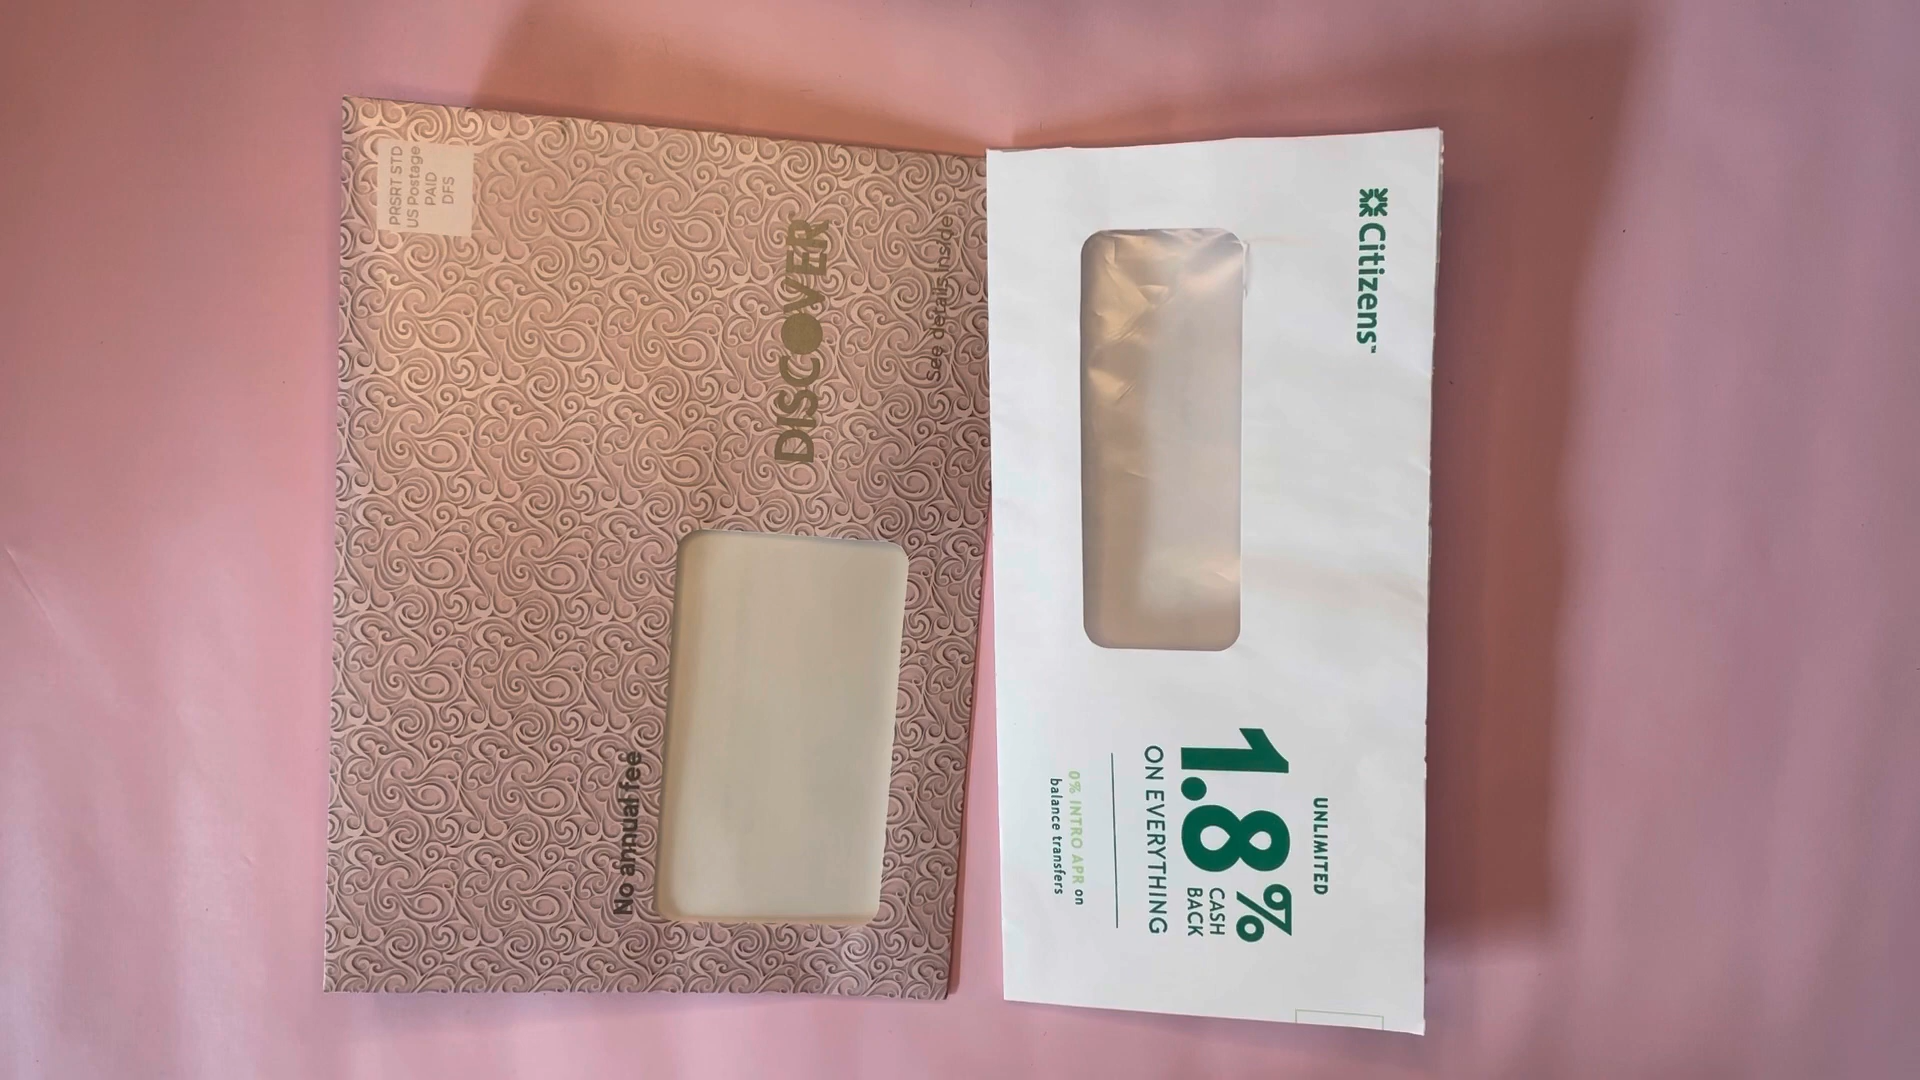 PRSRT STD
US Postage
PAID
DFS
DISCOVER
See details inside
No annual fee
Citizens™
UNLIMITED
1.8% CASH
BACK
ON EVERYTHING
0% INTRO APR on
balance transfers